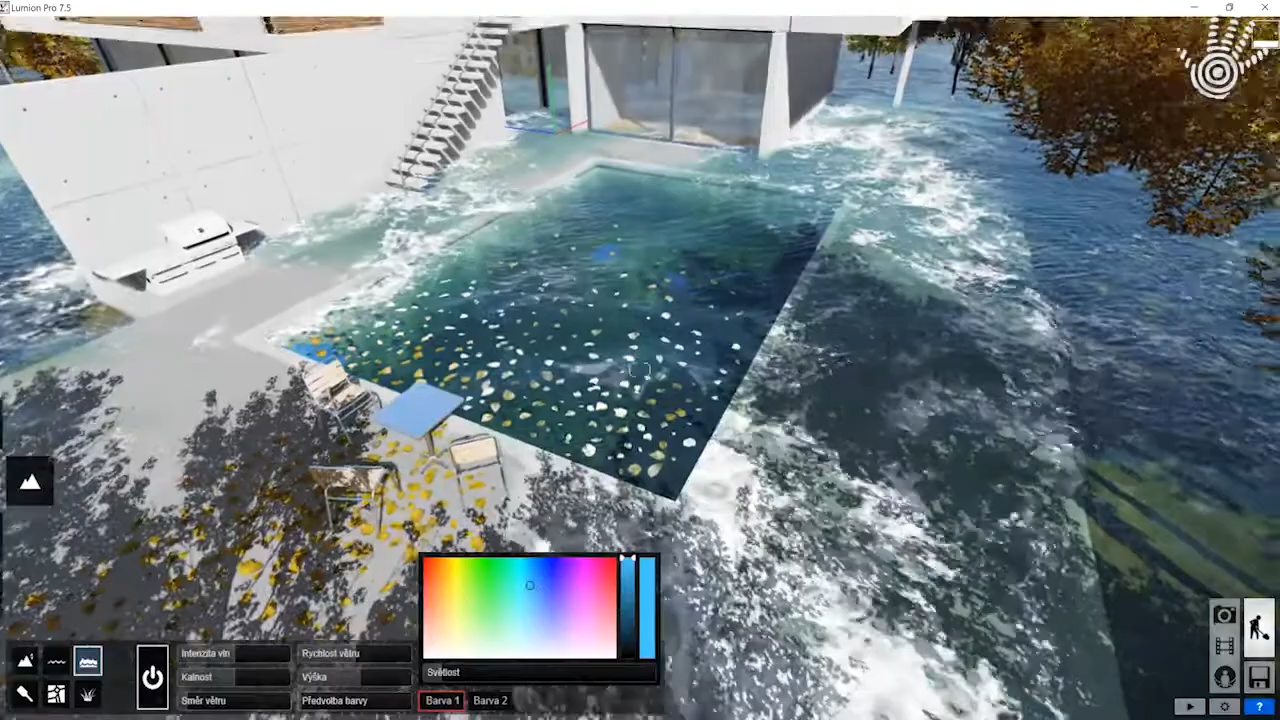 Lumion Pro 7.5
Intenzita vln
Rychlost větru
Kalnost
Výška
Směr větru
Předvolba barvy
Světlost
Barva 1
Barva 2
?